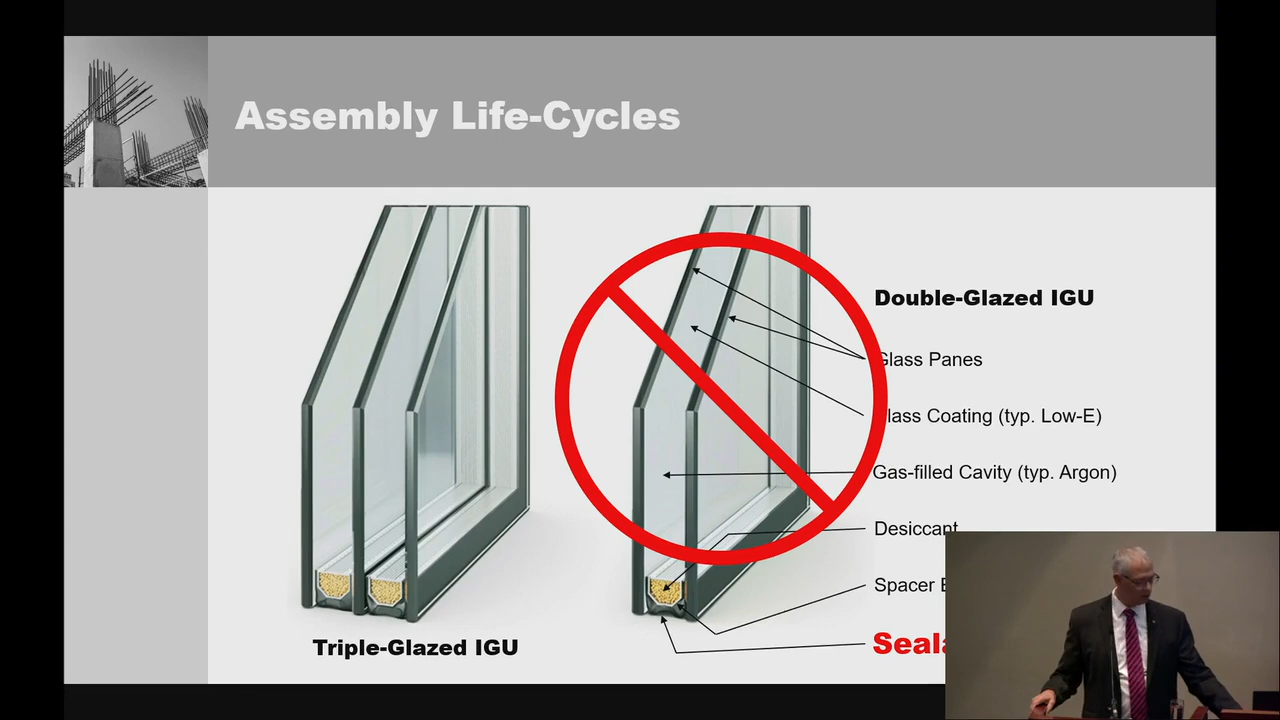 Assembly Life-Cycles
Double-Glazed IGU
Glass Panes
Glass Coating (typ. Low-E)
Gas-filled Cavity (typ. Argon)
Desiccant
Spacer
Triple-Glazed IGU